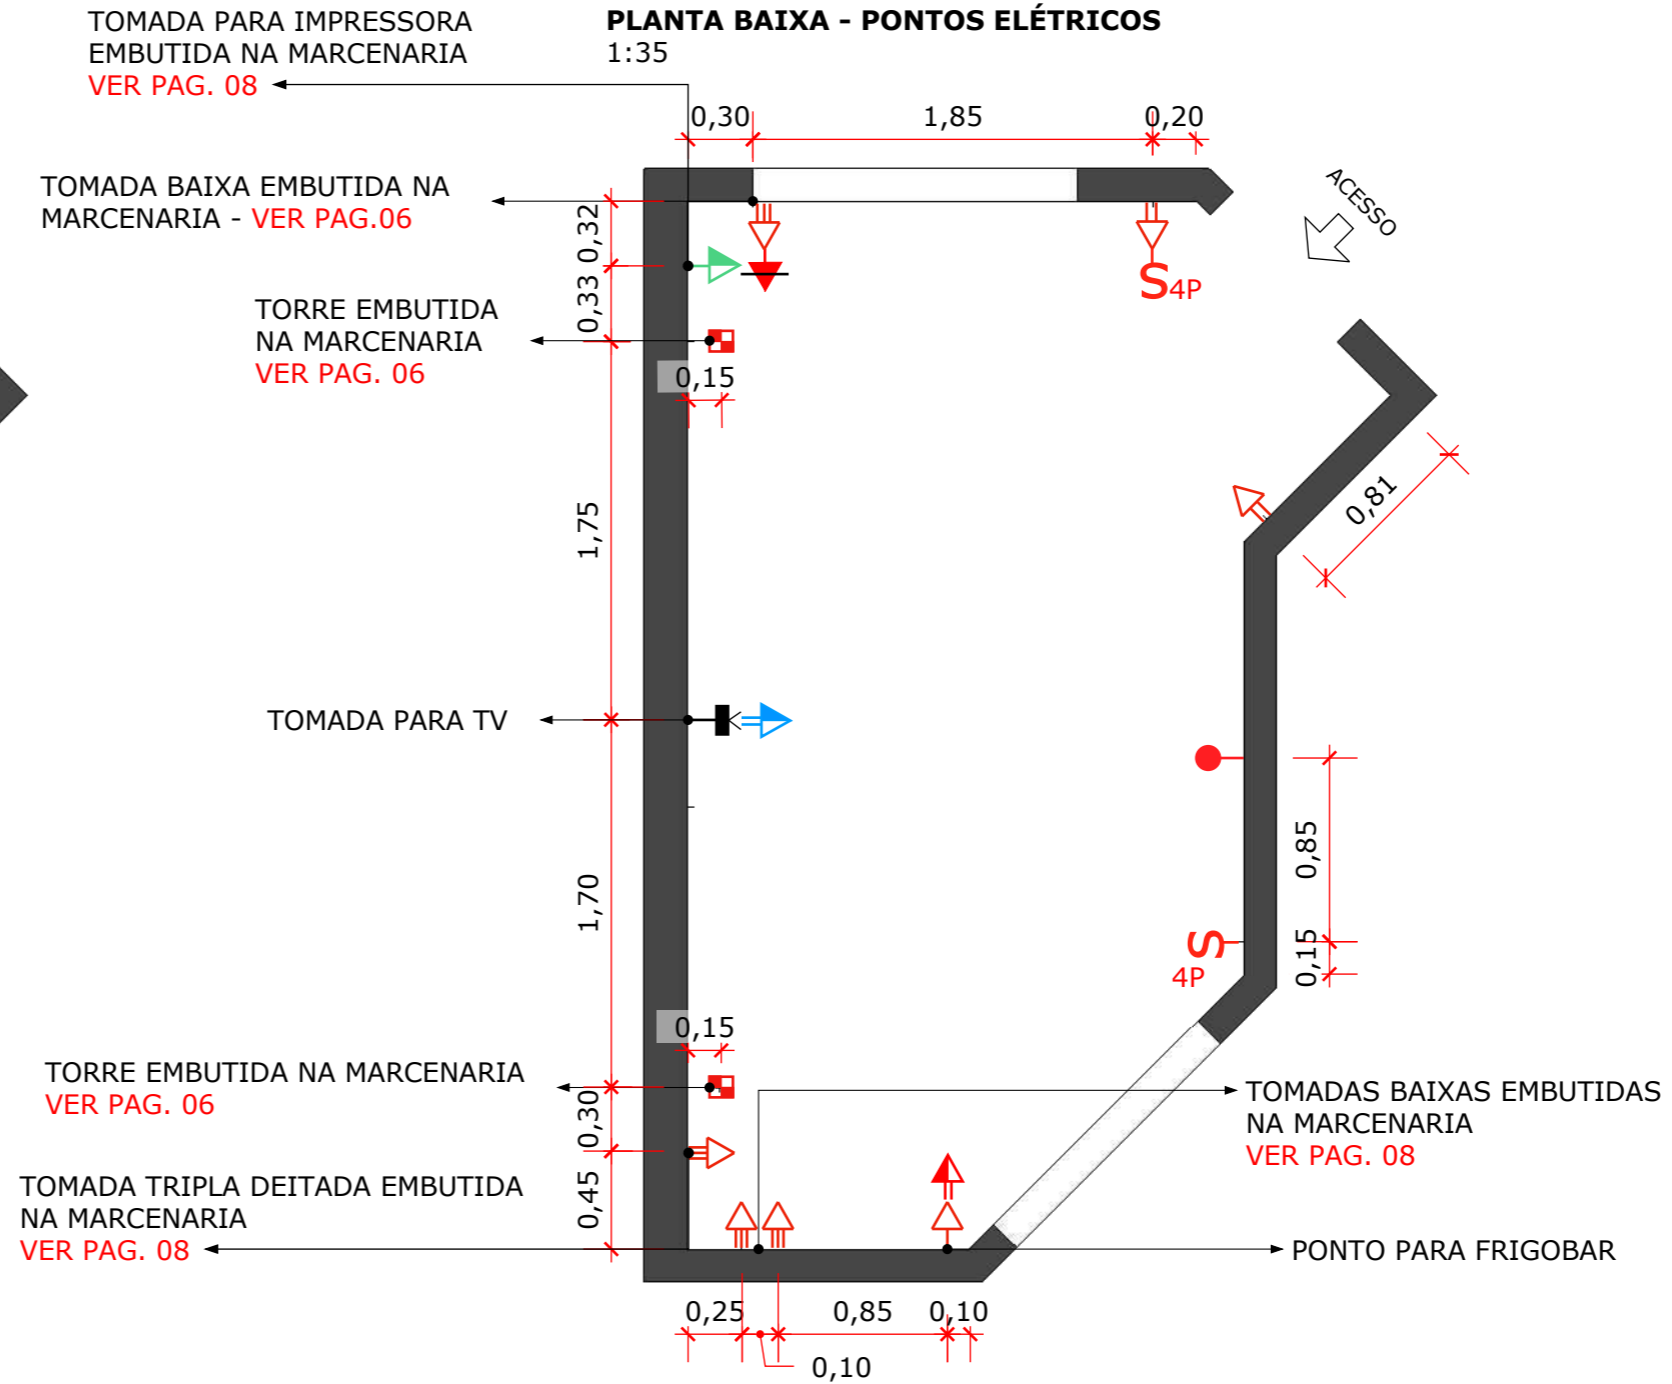 TOMADA PARA IMPRESSORA
EMBUTIDA NA MARCENARIA
VER PAG. 08
PLANTA BAIXA - PONTOS ELÉTRICOS
1:35
0,30
1,85
0,20
TOMADA BAIXA EMBUTIDA NA
MARCENARIA - VER PAG.06
ACESSO
0,32
0,33
S4P
TORRE EMBUTIDA
NA MARCENARIA
VER PAG. 06
0,15
0,81
1,75
TOMADA PARA TV
0,85
1,70
S
4P
0,15
0,15
TORRE EMBUTIDA NA MARCENARIA
VER PAG. 06
0,30
TOMADAS BAIXAS EMBUTIDAS
NA MARCENARIA
VER PAG. 08
TOMADA TRIPLA DEITADA EMBUTIDA
NA MARCENARIA
VER PAG. 08
0,45
PONTO PARA FRIGOBAR
0,25
0,85
0,10
0,10